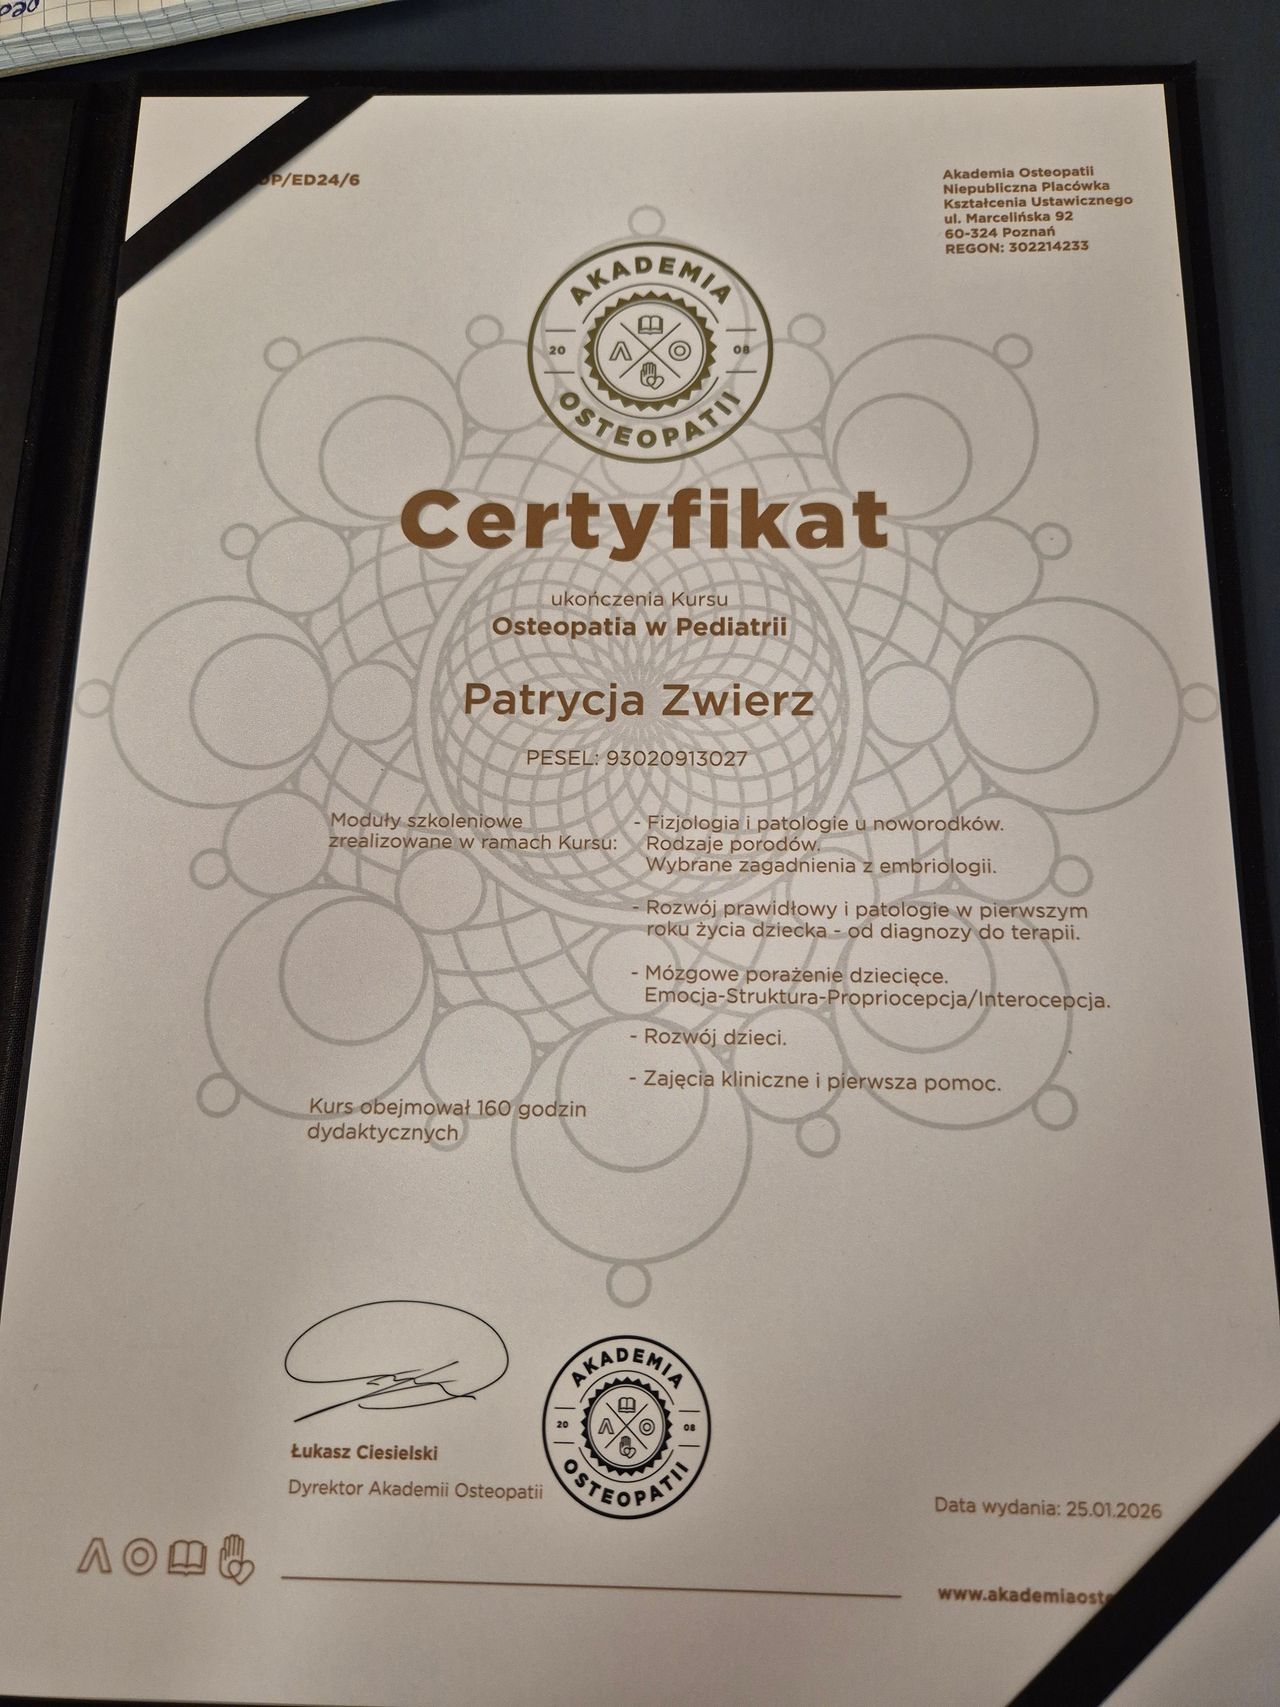 OP/ED24/6
Akademia Osteopatii
Niepubliczna Placówka
Kształcenia Ustawicznego
ul. Marcelińska 92
60-324 Poznań
REGON: 302214233
AKADEMIA
20 08
OSTEOPATII
Certyfikat
ukończenia Kursu
Osteopatia w Pediatrii
Patrycja Zwierz
PESEL: 93020913027
Moduły szkoleniowe
zrealizowane w ramach Kursu:
- Fizjologia i patologie u noworodków.
Rodzaje porodów.
Wybrane zagadnienia z embriologii.
- Rozwój prawidłowy i patologie w pierwszym
roku życia dziecka - od diagnozy do terapii.
- Mózgowe porażenie dziecięce.
Emocja-Struktura-Propriocepcja/Interocepcja.
- Rozwój dzieci.
- Zajęcia kliniczne i pierwsza pomoc.
Kurs obejmował 160 godzin
dydaktycznych
AKADEMIA
20 08
OSTEOPATII
Łukasz Ciesielski
Dyrektor Akademii Osteopatii
Data wydania: 25.01.2026
www.akademiaost